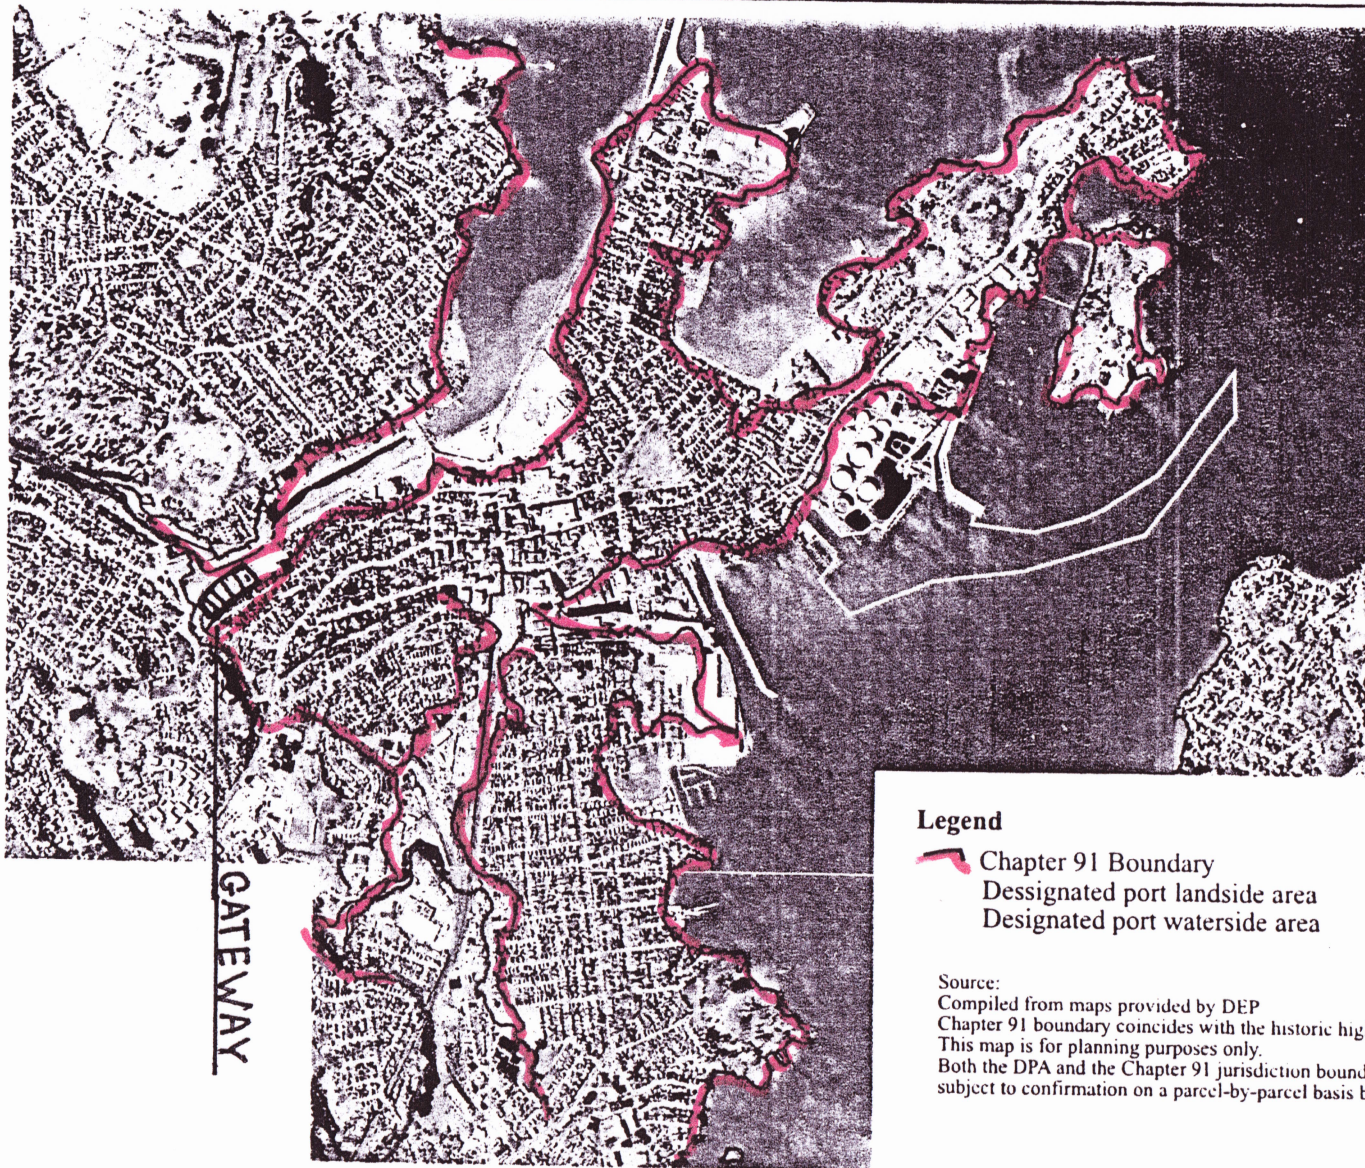 GATEWAY
Legend
Chapter 91 Boundary
Dessignated port landside area
Designated port waterside area
Source:
Compiled from maps provided by DEP
Chapter 91 boundary coincides with the historic hig
This map is for planning purposes only.
Both the DPA and the Chapter 91 jurisdiction bound
subject to confirmation on a parcel-by-parcel basis b